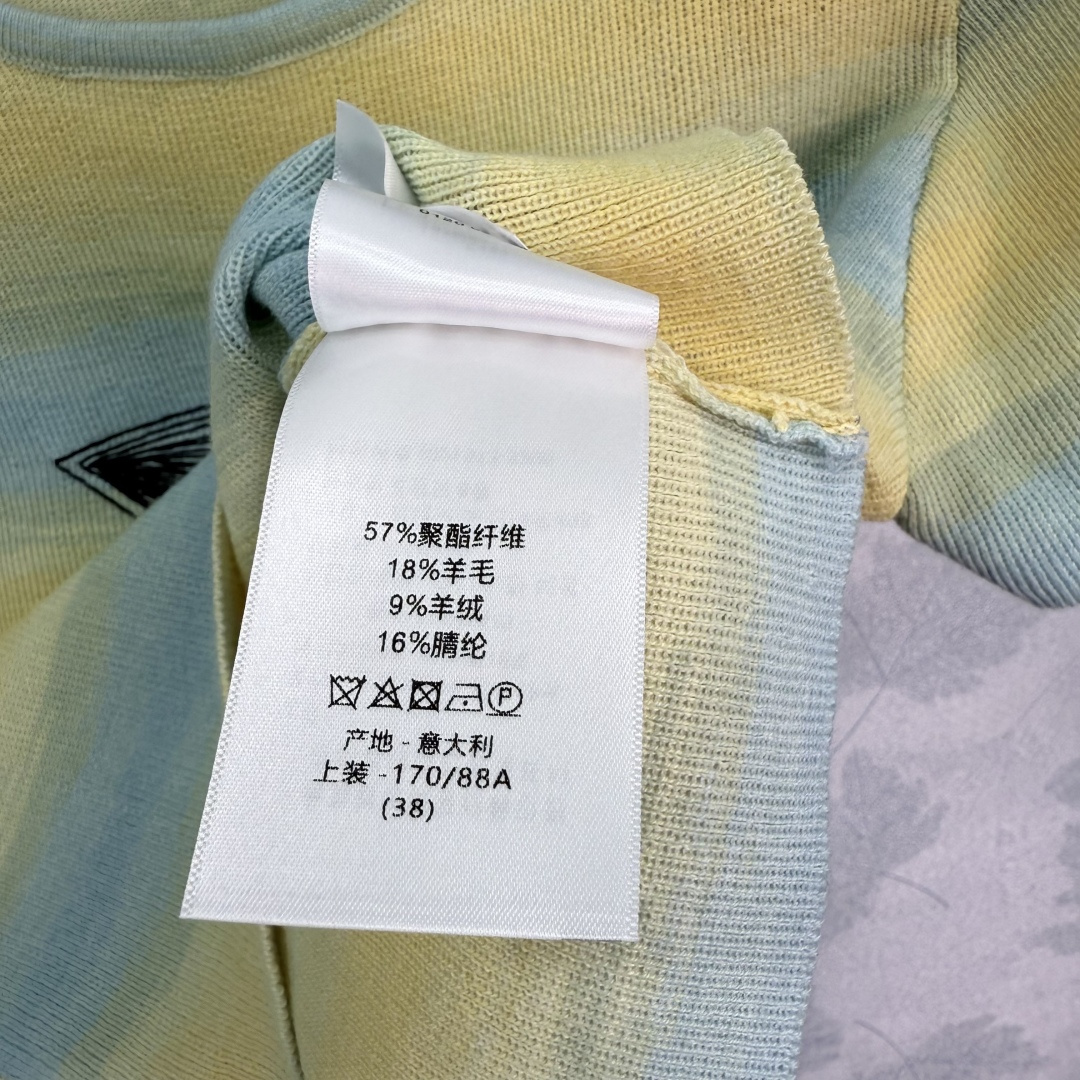 57%聚酯纤维
18%羊毛
9%羊绒
16%腈纶
P
产地 - 意大利
上装 -170/88A
(38)